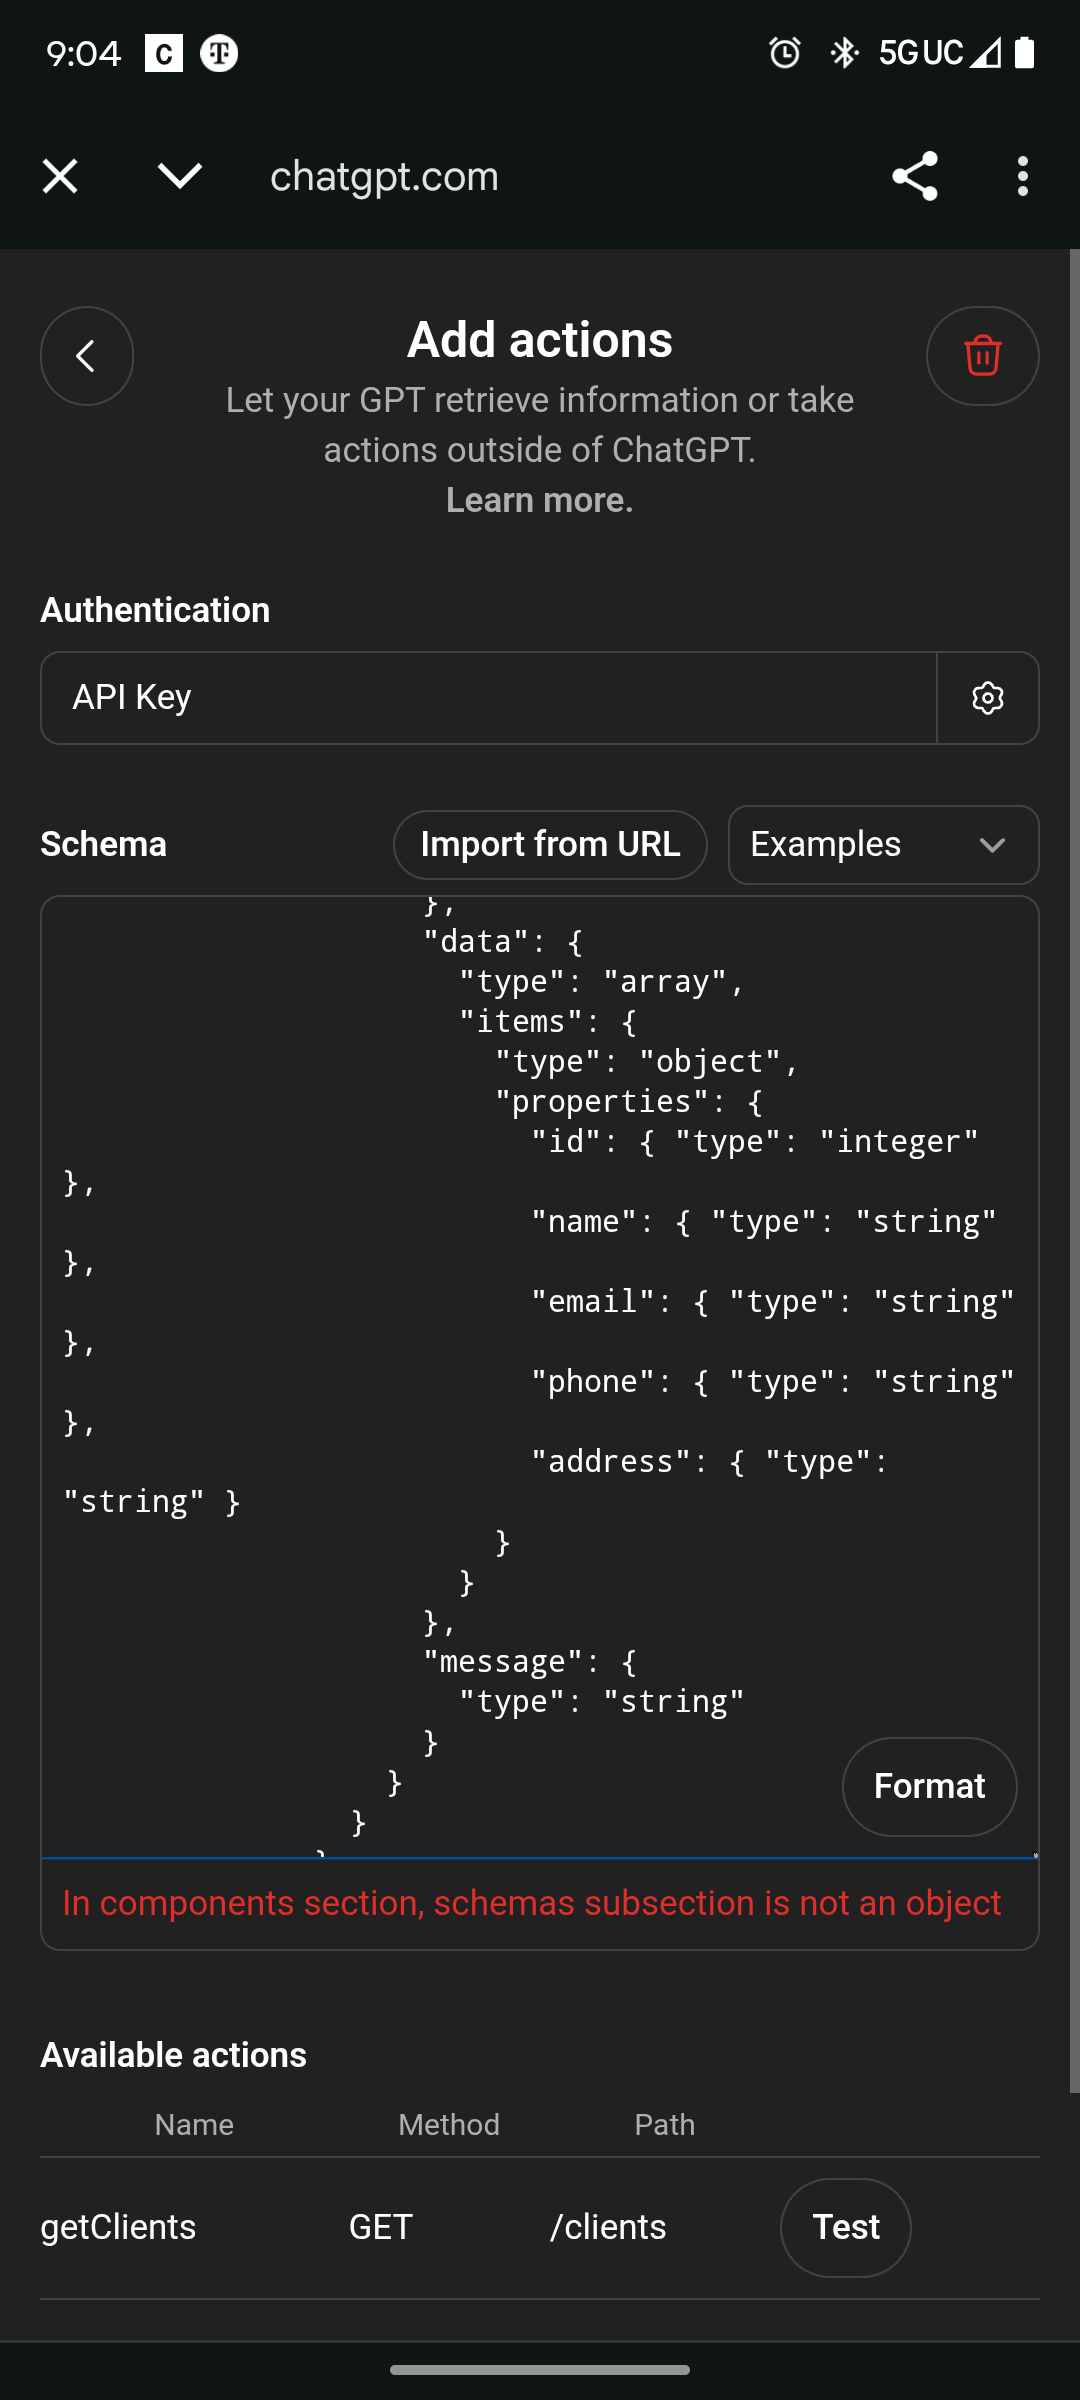 9:04
C
T
5G UC
chatgpt.com
Add actions
Let your GPT retrieve information or take
actions outside of ChatGPT.
Learn more.
Authentication
API Key
Schema
Import from URL
Examples
},
"data": {
"type": "array",
"items": {
"type": "object",
"properties": {
"id": { "type": "integer"
},
"name": { "type": "string"
},
"email": { "type": "string"
},
"phone": { "type": "string"
},
"address": { "type":
"string" }
}
}
},
"message": {
"type": "string"
}
}
}
Format
In components section, schemas subsection is not an object
Available actions
Name Method Path
getClients GET /clients Test